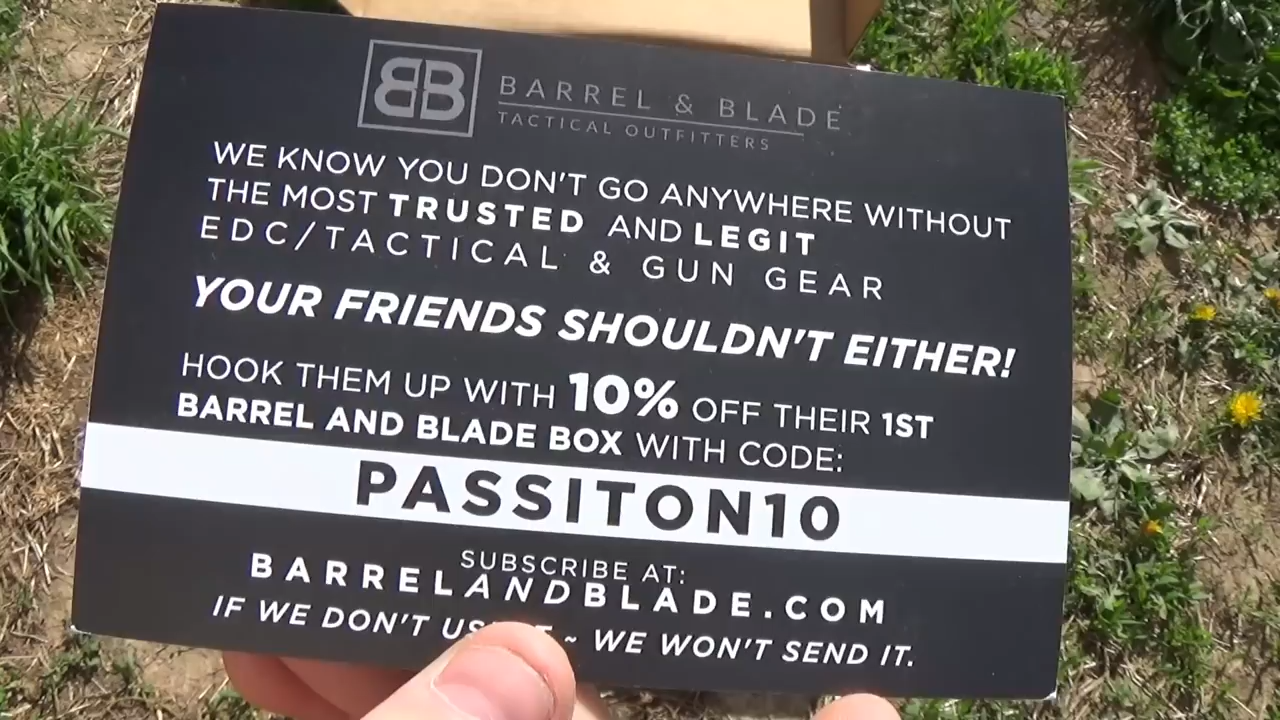 BB
BARREL & BLADE
TACTICAL OUTFITTERS
WE KNOW YOU DON'T GO ANYWHERE WITHOUT
THE MOST TRUSTED AND LEGIT
EDC/TACTICAL & GUN GEAR
YOUR FRIENDS SHOULDN'T EITHER!
HOOK THEM UP WITH 10% OFF THEIR 1ST
BARREL AND BLADE BOX WITH CODE:
PASSITON10
SUBSCRIBE AT:
BARRELANDBLADE.COM
IF WE DON'T ~ WE WON'T SEND IT.